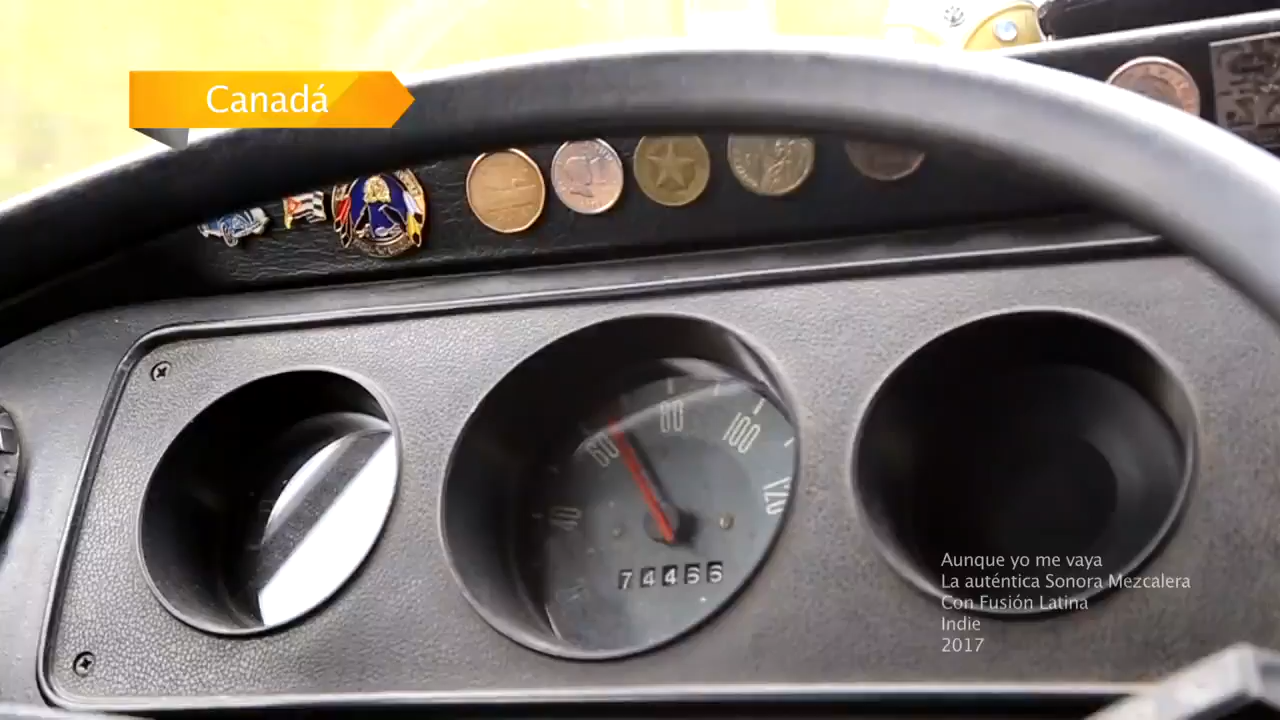 Canadá
40
60
80
100
120
74466
Aunque yo me vaya
La auténtica Sonora Mezcalera
Con Fusión Latina
Indie
2017